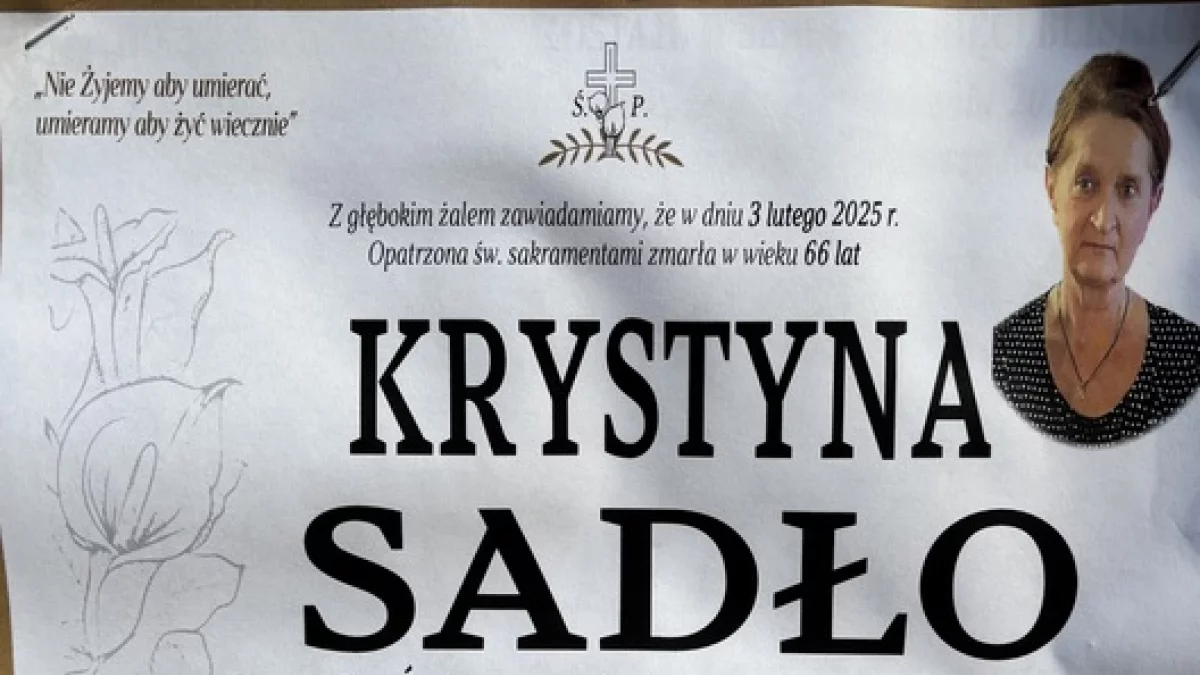 „Nie Żyjemy aby umierać,
umieramy aby żyć wiecznie”
Ś. P.
Z głębokim żalem zawiadamiamy, że w dniu 3 lutego 2025 r.
Opatrzona św. sakramentami zmarła w wieku 66 lat
KRYSTYNA
SADŁO